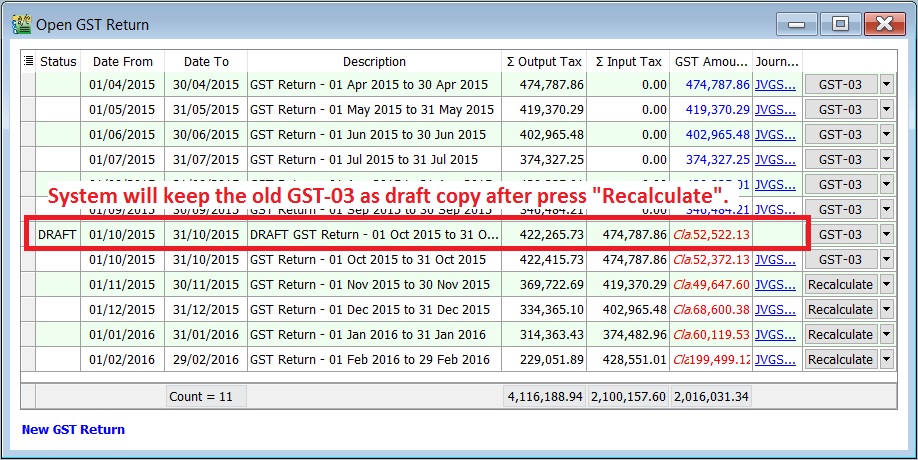 Open GST Return
Status Date From Date To Description Σ Output Tax Σ Input Tax GST Amou... Journ...
01/04/2015 30/04/2015 GST Return - 01 Apr 2015 to 30 Apr 2015 474,787.86 0.00 474,787.86 JVGS... GST-03
01/05/2015 31/05/2015 GST Return - 01 May 2015 to 31 May 2015 419,370.29 0.00 419,370.29 JVGS... GST-03
01/06/2015 30/06/2015 GST Return - 01 Jun 2015 to 30 Jun 2015 402,965.48 0.00 402,965.48 JVGS... GST-03
01/07/2015 31/07/2015 GST Return - 01 Jul 2015 to 31 Jul 2015 374,327.25 0.00 374,327.25 JVGS... GST-03
GST-03
System will keep the old GST-03 as draft copy after press "Recalculate".
01/09/2015 30/09/2015 GST Return - 01 Sep 2015 to 30 Sep 2015 346,484.21 0.00 346,484.21 JVGS... GST-03
DRAFT 01/10/2015 31/10/2015 DRAFT GST Return - 01 Oct 2015 to 31 O... 422,265.73 474,787.86 Cla.52,522.13 GST-03
01/10/2015 31/10/2015 GST Return - 01 Oct 2015 to 31 Oct 2015 422,415.73 474,787.86 Cla.52,372.13 JVGS... GST-03
01/11/2015 30/11/2015 GST Return - 01 Nov 2015 to 30 Nov 2015 369,722.69 419,370.29 Cla.49,647.60 JVGS... Recalculate
01/12/2015 31/12/2015 GST Return - 01 Dec 2015 to 31 Dec 2015 334,365.10 402,965.48 Cla.68,600.38 JVGS... Recalculate
01/01/2016 31/01/2016 GST Return - 01 Jan 2016 to 31 Jan 2016 314,363.43 374,482.96 Cla.60,119.53 JVGS... Recalculate
01/02/2016 29/02/2016 GST Return - 01 Feb 2016 to 29 Feb 2016 229,051.89 428,551.01 Cla199,499.12 JVGS... Recalculate
Count = 11 4,116,188.94 2,100,157.60 2,016,031.34
New GST Return